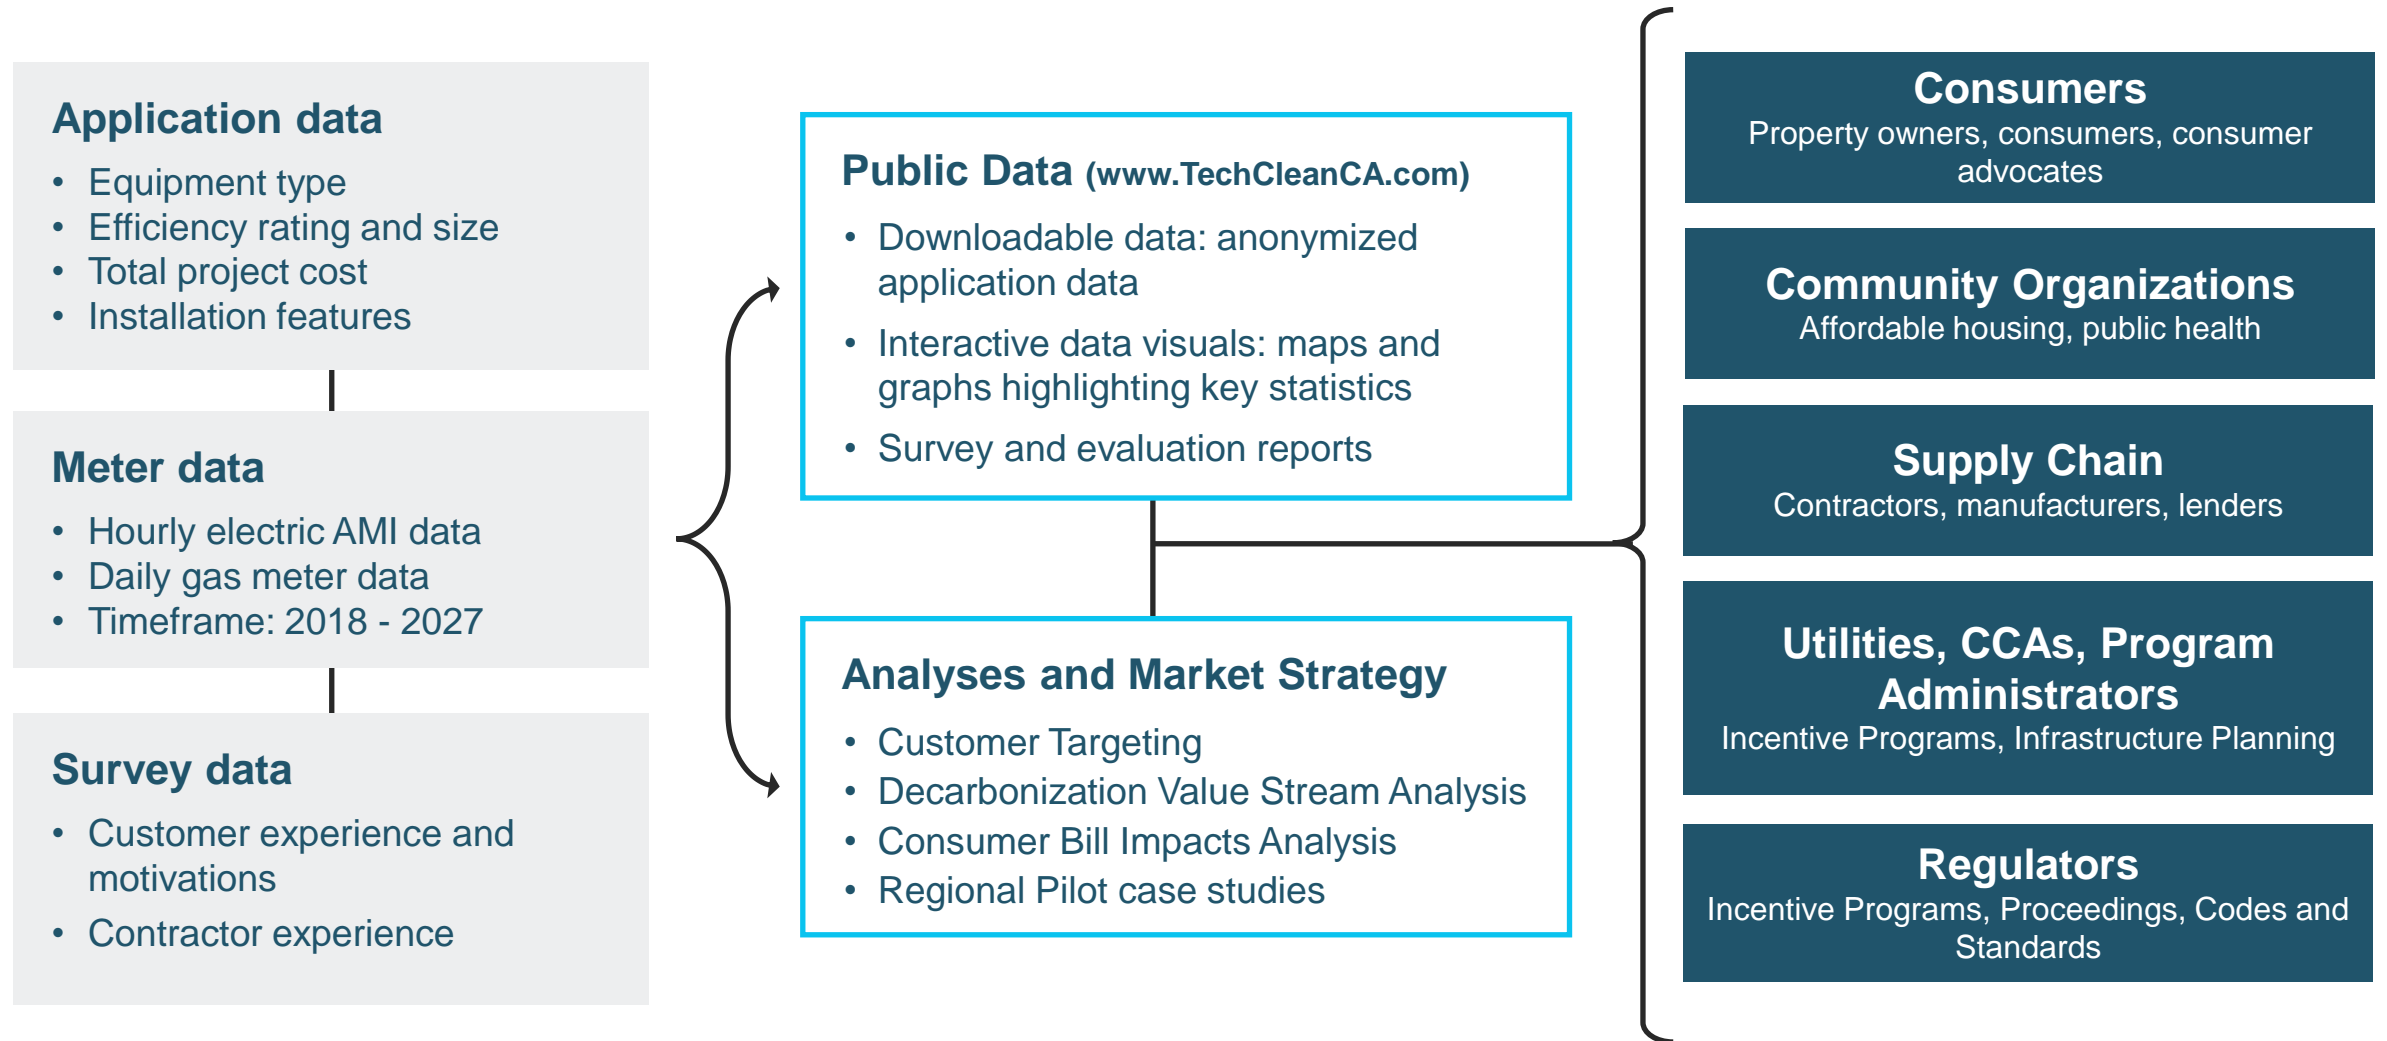 Application data
• Equipment type
• Efficiency rating and size
• Total project cost
• Installation features
Meter data
• Hourly electric AMI data
• Daily gas meter data
• Timeframe: 2018 - 2027
Survey data
• Customer experience and
motivations
• Contractor experience
Public Data (www.TechCleanCA.com)
• Downloadable data: anonymized
application data
• Interactive data visuals: maps and
graphs highlighting key statistics
• Survey and evaluation reports
Analyses and Market Strategy
• Customer Targeting
• Decarbonization Value Stream Analysis
• Consumer Bill Impacts Analysis
• Regional Pilot case studies
Consumers
Property owners, consumers, consumer
advocates
Community Organizations
Affordable housing, public health
Supply Chain
Contractors, manufacturers, lenders
Utilities, CCAs, Program
Administrators
Incentive Programs, Infrastructure Planning
Regulators
Incentive Programs, Proceedings, Codes and
Standards